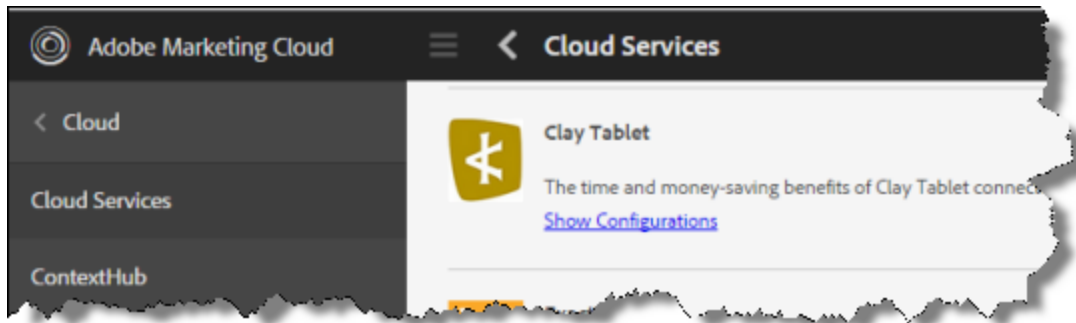 Adobe Marketing Cloud
Cloud Services
Cloud
Cloud Services
ContextHub
Clay Tablet
The time and money-saving benefits of Clay Tablet
Show Configurations